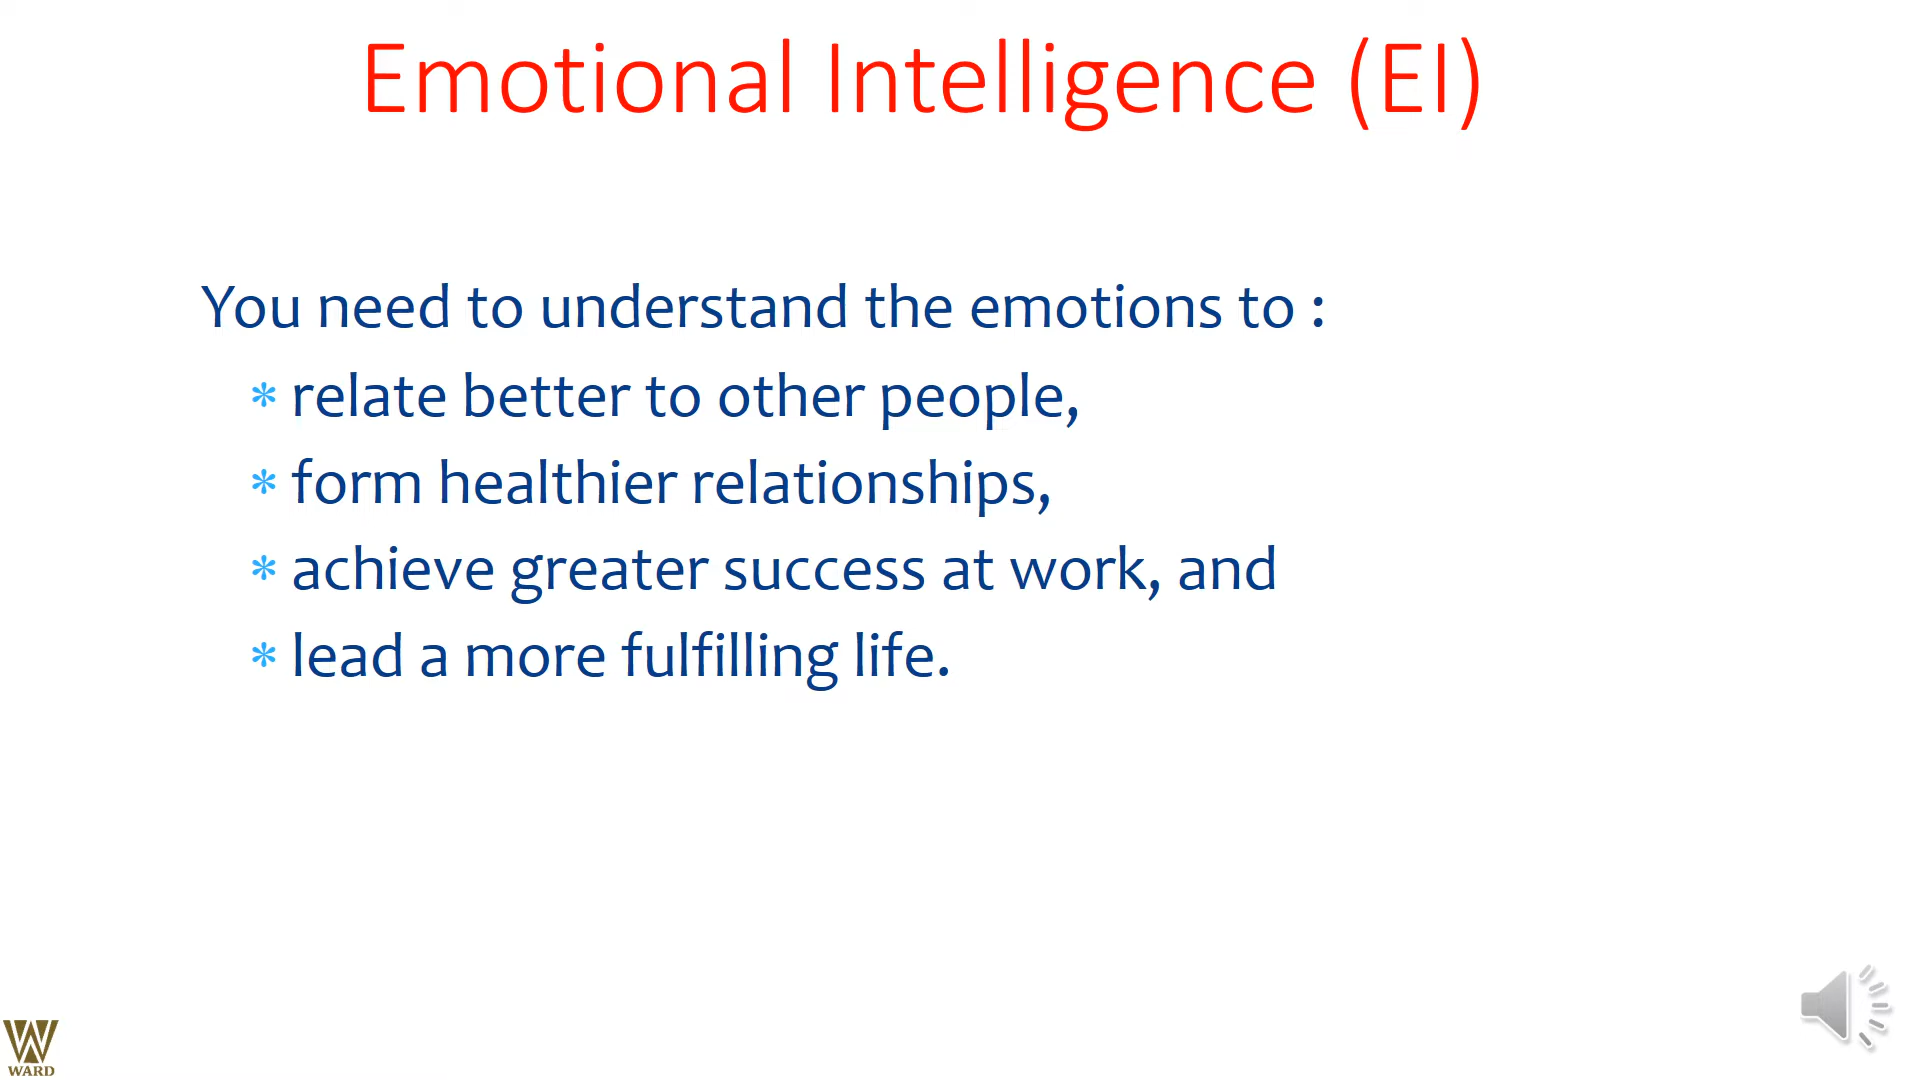 Emotional Intelligence (EI)
You need to understand the emotions to :
* relate better to other people,
* form healthier relationships,
* achieve greater success at work, and
* lead a more fulfilling life.
WARD